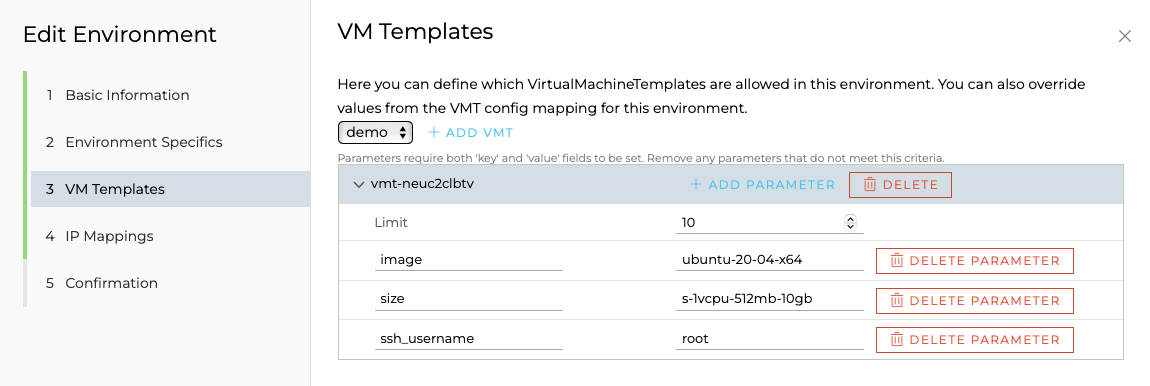 Edit Environment
1 Basic Information
2 Environment Specifics
3 VM Templates
4 IP Mappings
5 Confirmation
VM Templates
Here you can define which VirtualMachineTemplates are allowed in this environment. You can also override
values from the VMT config mapping for this environment.
demo + ADD VMT
Parameters require both 'key' and 'value' fields to be set. Remove any parameters that do not meet this criteria.
vmt-neuc2clbtv + ADD PARAMETER DELETE
Limit 10
image ubuntu-20-04-x64 DELETE PARAMETER
size s-1vcpu-512mb-10gb DELETE PARAMETER
ssh_username root DELETE PARAMETER